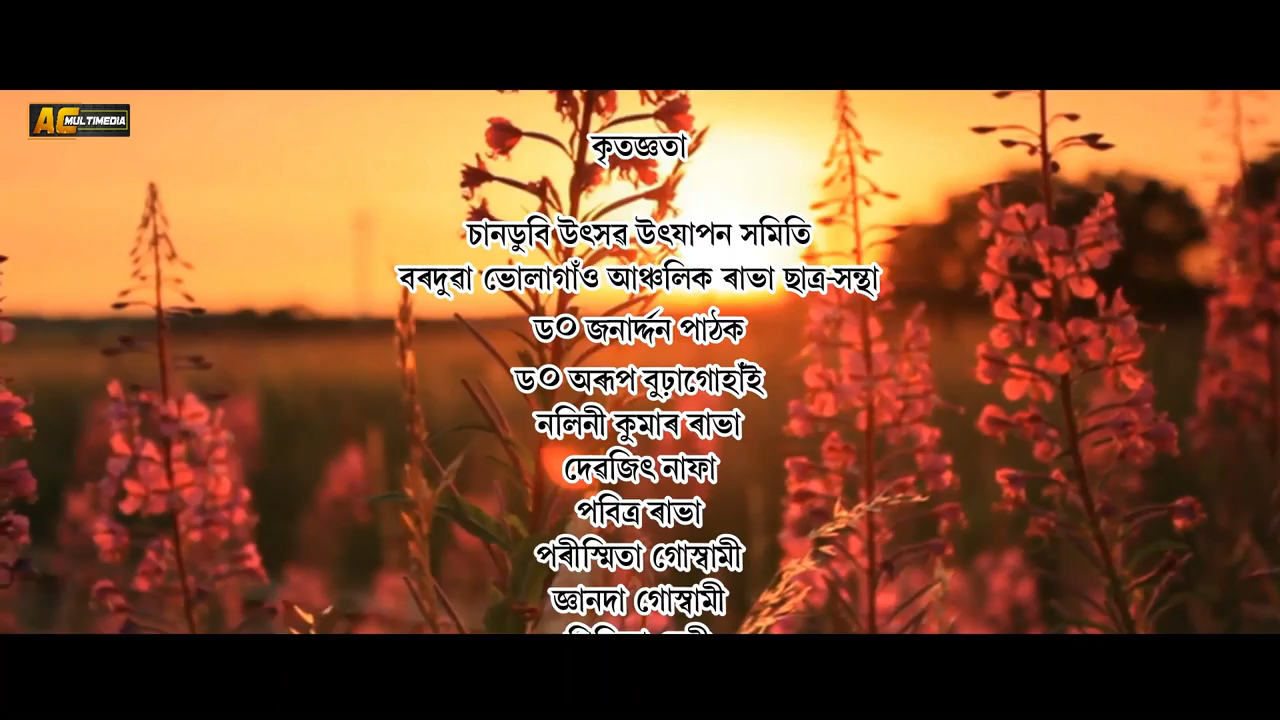 AC MULTIMEDIA
কৃতজ্ঞতা
চানডুবি উৎসৱ উৎযাপন সমিতি
বৰদুৱা ভোলাগাঁও আঞ্চলিক ৰাভা ছাত্ৰ-সন্থা
ড০ জনাৰ্দ্দন পাঠক
ড০ অৰূপ বুঢ়াগোহাঁই
নলিনী কুমাৰ ৰাভা
দেৱজিৎ নাফা
পবিত্ৰ ৰাভা
পৰীস্মিতা গোস্বামী
জ্ঞানদা গোস্বামী